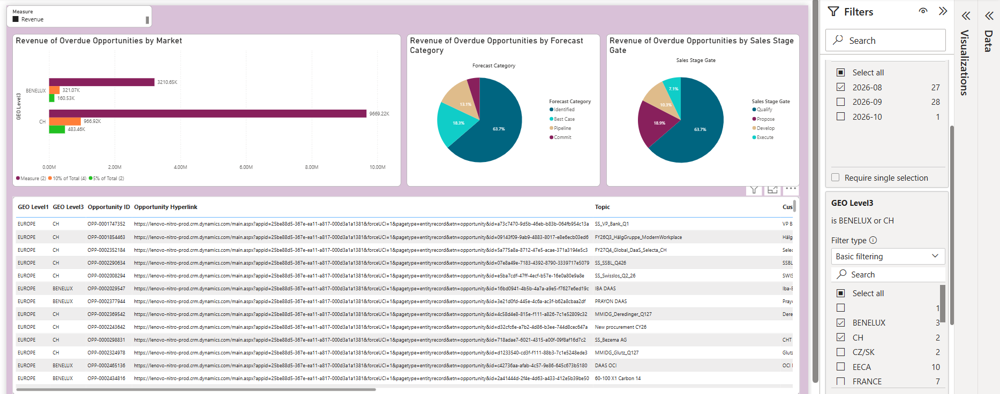 Measure
Revenue
Revenue of Overdue Opportunities by Market
GEO Level3
BENELUX
CH
3210.65K
321.07K
160.53K
9669.22K
966.92K
483.46K
0.00M 2.00M 4.00M 6.00M 8.00M 10.00M
Measure (2) 10% of Total (4) 5% of Total (2)
Revenue of Overdue Opportunities by Forecast
Category
Forecast Category
13.1%
18.3%
63.7%
Forecast Category
Identified
Best Case
Pipeline
Commit
Revenue of Overdue Opportunities by Sales Stage
Gate
Sales Stage Gate
7.1%
10.3%
18.9%
63.7%
Sales Stage Gate
Qualify
Propose
Develop
Execute
GEO Level1 GEO Level3 Opportunity ID Opportunity Hyperlink Topic Cus
EUROPE CH OPP-0001747352 https://lenovo-nitro-prod.crm.dynamics.com/main.aspx?appid=25be88d5-367e-ea11-a817-000d3a1a1381&forceUCI=1&pagetype=entityrecord&etn=opportunity&id=a73c7470-9d5b-46eb-b83b-064fb954c13a SS_VP_Bank_Q1 VP B
EUROPE CH OPP-0001854463 https://lenovo-nitro-prod.crm.dynamics.com/main.aspx?appid=25be88d5-367e-ea11-a817-000d3a1a1381&forceUCI=1&pagetype=entityrecord&etn=opportunity&id=09143f09-9ab9-4883-8017-e8e6ecb03ed6 FY26Q3_HälgGruppe_ModernWorkplace Hälg
EUROPE CH OPP-0002352184 https://lenovo-nitro-prod.crm.dynamics.com/main.aspx?appid=25be88d5-367e-ea11-a817-000d3a1a1381&forceUCI=1&pagetype=entityrecord&etn=opportunity&id=5a775a8a-8712-47e5-acae-371a3194e5c3 FY27Q4_Global_DaaS_Selecta_CH Selec
EUROPE CH OPP-0002290634 https://lenovo-nitro-prod.crm.dynamics.com/main.aspx?appid=25be88d5-367e-ea11-a817-000d3a1a1381&forceUCI=1&pagetype=entityrecord&etn=opportunity&id=07e8a49e-7183-4392-8790-3339717e5079 SS_SSBL_Q426 SSBL
EUROPE CH OPP-0002008294 https://lenovo-nitro-prod.crm.dynamics.com/main.aspx?appid=25be88d5-367e-ea11-a817-000d3a1a1381&forceUCI=1&pagetype=entityrecord&etn=opportunity&id=e5ba7cdf-47ff-4ecf-b57e-16e0a80e9a8e SS_Swisslos_Q2_26 SWIS
EUROPE BENELUX OPP-0002029547 https://lenovo-nitro-prod.crm.dynamics.com/main.aspx?appid=25be88d5-367e-ea11-a817-000d3a1a1381&forceUCI=1&pagetype=entityrecord&etn=opportunity&id=16bd0941-4b5b-4a7a-a9e5-f7627e6ed19c IBA DAAS Iba-E
EUROPE BENELUX OPP-0002377944 https://lenovo-nitro-prod.crm.dynamics.com/main.aspx?appid=25be88d5-367e-ea11-a817-000d3a1a1381&forceUCI=1&pagetype=entityrecord&etn=opportunity&id=3e21d0fd-445e-4c6a-ac3f-b62a8cbaa2df PRAYON DAAS Praye
EUROPE CH OPP-0002369542 https://lenovo-nitro-prod.crm.dynamics.com/main.aspx?appid=25be88d5-367e-ea11-a817-000d3a1a1381&forceUCI=1&pagetype=entityrecord&etn=opportunity&id=4c58d4e8-815e-f111-a826-7c1e52809c32 MMIDG_Deredinger_Q127 Dere
EUROPE CH OPP-0002243642 https://lenovo-nitro-prod.crm.dynamics.com/main.aspx?appid=25be88d5-367e-ea11-a817-000d3a1a1381&forceUCI=1&pagetype=entityrecord&etn=opportunity&id=d32cfc6e-a7b2-4d86-b3ee-744d8cec647a New procurement CY26
EUROPE CH OPP-0000298831 https://lenovo-nitro-prod.crm.dynamics.com/main.aspx?appid=25be88d5-367e-ea11-a817-000d3a1a1381&forceUCI=1&pagetype=entityrecord&etn=opportunity&id=718adae7-6021-4315-a00f-09f8af16d7c2 SS_Bezema AG CHT
EUROPE CH OPP-0002324978 https://lenovo-nitro-prod.crm.dynamics.com/main.aspx?appid=25be88d5-367e-ea11-a817-000d3a1a1381&forceUCI=1&pagetype=entityrecord&etn=opportunity&id=d1233540-cd3f-f111-88b3-7c1e5248ede3 MMIDG_Glutz_Q127 Glutz
EUROPE BENELUX OPP-0002465136 https://lenovo-nitro-prod.crm.dynamics.com/main.aspx?appid=25be88d5-367e-ea11-a817-000d3a1a1381&forceUCI=1&pagetype=entityrecord&etn=opportunity&id=c42736aa-afab-4c57-9e86-645c673b5180 DAAS OCI OCI
EUROPE BENELUX OPP-0002434816 https://lenovo-nitro-prod.crm.dynamics.com/main.aspx?appid=25be88d5-367e-ea11-a817-000d3a1a1381&forceUCI=1&pagetype=entityrecord&etn=opportunity&id=2a41444d-2f4e-4d63-a433-412e5b39be50 60-100 X1 Carbon 14
Filters
Search
Select all
2026-08 27
2026-09 28
2026-10 1
Require single selection
GEO Level3
is BENELUX or CH
Filter type
Basic filtering
Search
Select all
1
BENELUX 3
CH 2
CZ/SK 2
EECA 10
FRANCE 7
Visualizations
Data